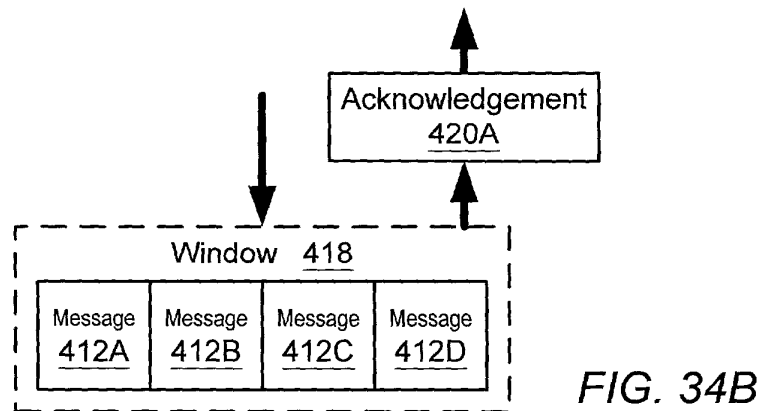 Acknowledgement
420A
Window 418
Message Message Message Message
412A 412B 412C 412D
FIG. 34B